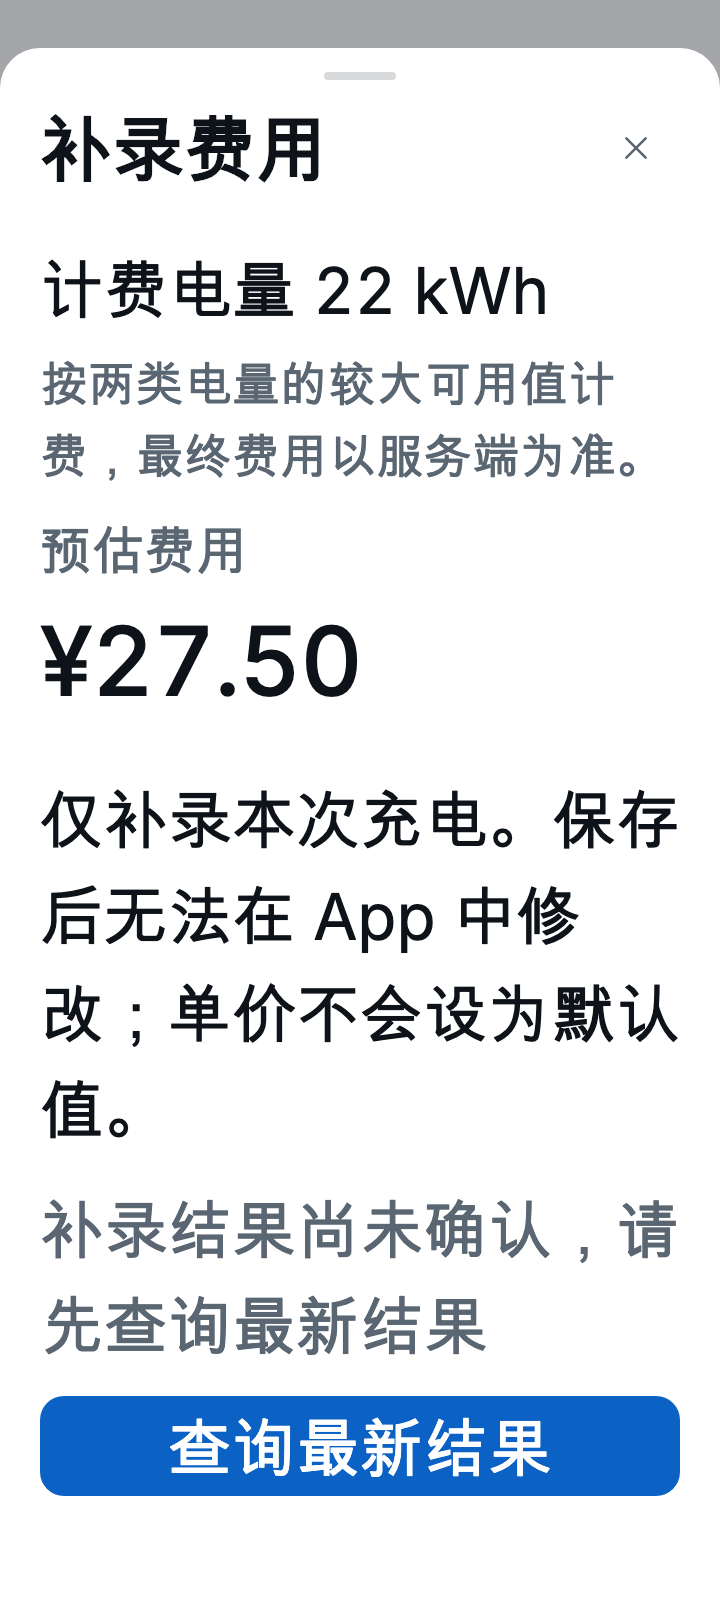 补录费用
计费电量 22 kWh
按两类电量的较大可用值计
费，最终费用以服务端为准。
预估费用
¥27.50
仅补录本次充电。保存
后无法在 App 中修
改；单价不会设为默认
值。
补录结果尚未确认，请
先查询最新结果
查询最新结果